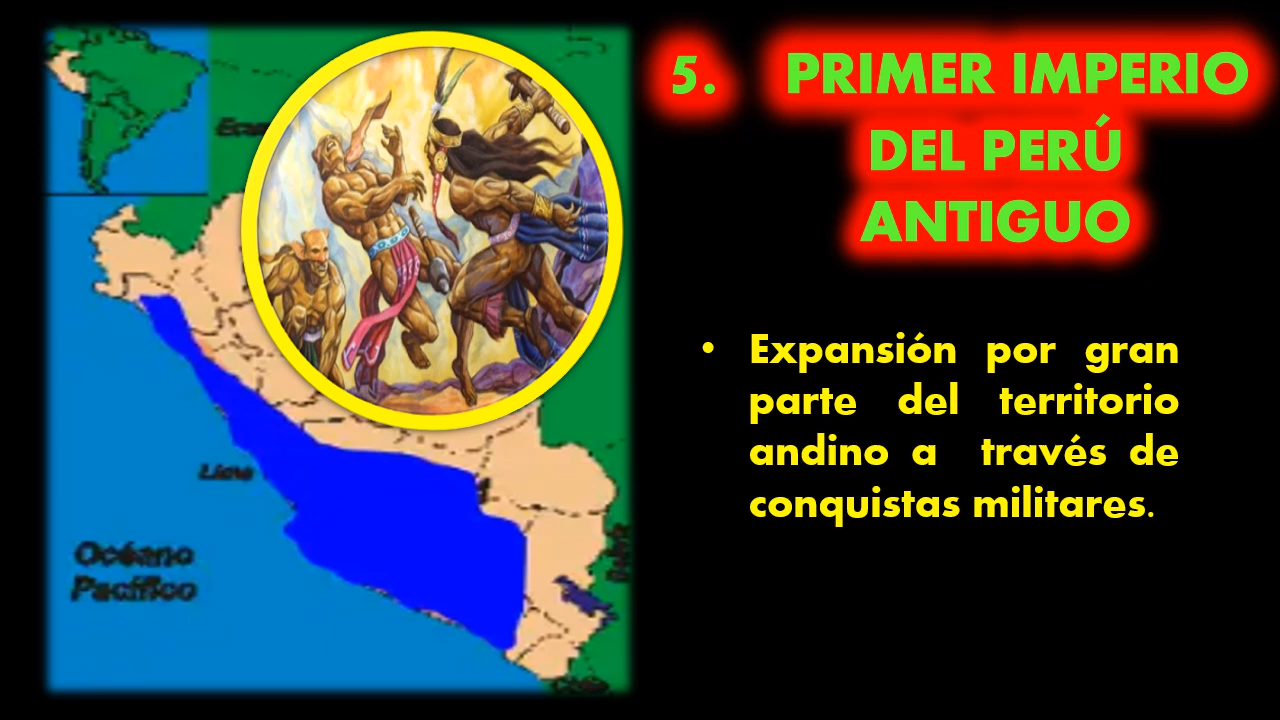 5. PRIMER IMPERIO
DEL PERÚ
ANTIGUO
• Expansión por gran
parte del territorio
andino a través de
conquistas militares.
Lima
Océano
Pacífico